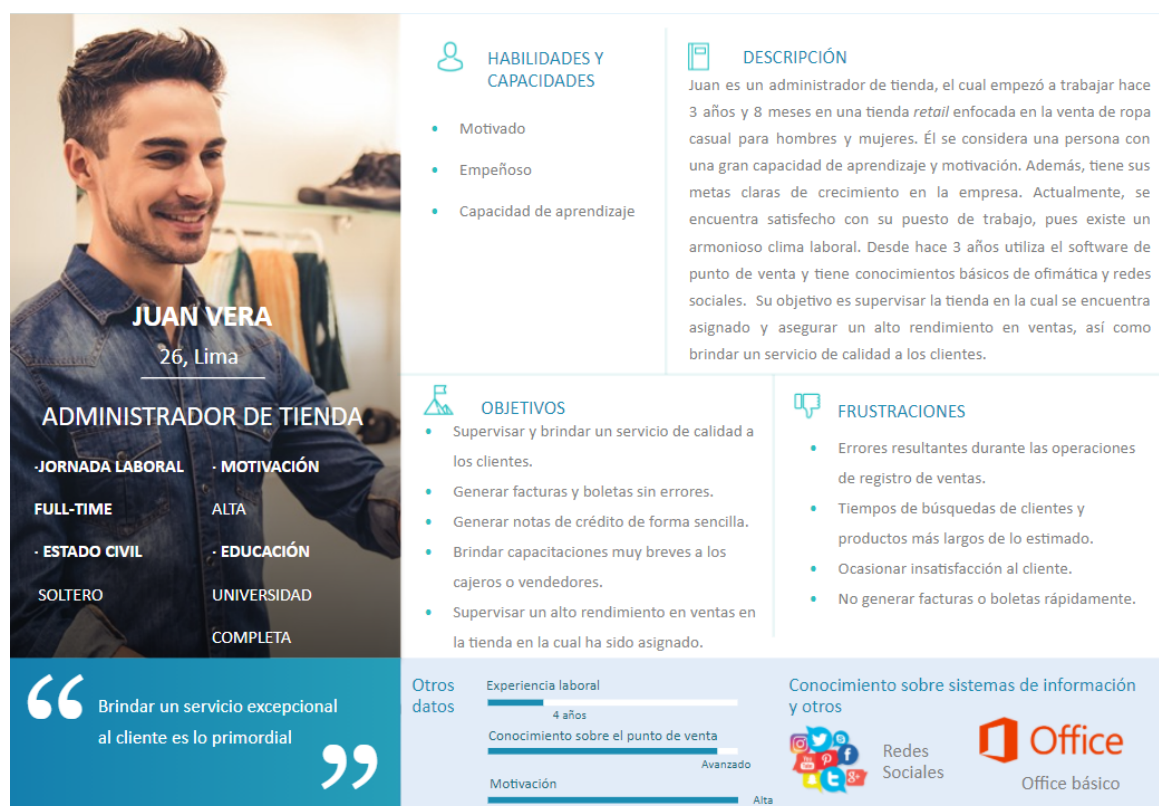 JUAN VERA
26, Lima
ADMINISTRADOR DE TIENDA
·JORNADA LABORAL
FULL-TIME
· ESTADO CIVIL
SOLTERO
· MOTIVACIÓN
ALTA
· EDUCACIÓN
UNIVERSIDAD
COMPLETA
HABILIDADES Y
CAPACIDADES
• Motivado
• Empeñoso
• Capacidad de aprendizaje
DESCRIPCIÓN
Juan es un administrador de tienda, el cual empezó a trabajar hace
3 años y 8 meses en una tienda retail enfocada en la venta de ropa
casual para hombres y mujeres. Él se considera una persona con
una gran capacidad de aprendizaje y motivación. Además, tiene sus
metas claras de crecimiento en la empresa. Actualmente, se
encuentra satisfecho con su puesto de trabajo, pues existe un
armonioso clima laboral. Desde hace 3 años utiliza el software de
punto de venta y tiene conocimientos básicos de ofimática y redes
sociales. Su objetivo es supervisar la tienda en la cual se encuentra
asignado y asegurar un alto rendimiento en ventas, así como
brindar un servicio de calidad a los clientes.
OBJETIVOS
• Supervisar y brindar un servicio de calidad a
los clientes.
• Generar facturas y boletas sin errores.
• Generar notas de crédito de forma sencilla.
• Brindar capacitaciones muy breves a los
cajeros o vendedores.
• Supervisar un alto rendimiento en ventas en
la tienda en la cual ha sido asignado.
FRUSTRACIONES
• Errores resultantes durante las operaciones
de registro de ventas.
• Tiempos de búsquedas de clientes y
productos más largos de lo estimado.
• Ocasionar insatisfacción al cliente.
• No generar facturas o boletas rápidamente.
“ Brindar un servicio excepcional
al cliente es lo primordial ”
Otros
datos
Experiencia laboral
4 años
Conocimiento sobre el punto de venta
Avanzado
Motivación
Alta
Conocimiento sobre sistemas de información
y otros
Redes
Sociales
Office
Office básico